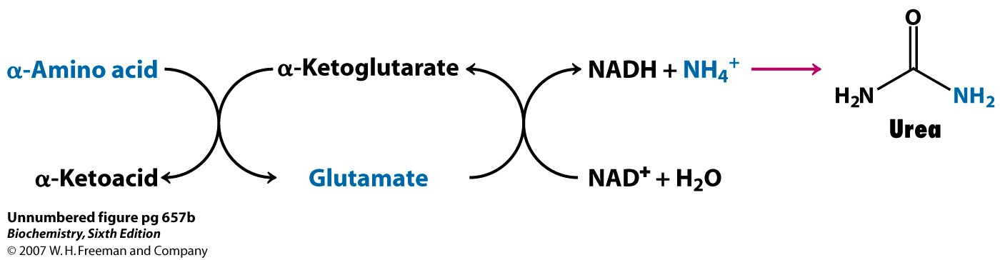 α-Amino acid
α-Ketoglutarate
NADH + NH₄⁺
O
H₂N
NH₂
Urea
α-Ketoacid
Glutamate
NAD⁺ + H₂O
Unnumbered figure pg 657b
Biochemistry, Sixth Edition
© 2007 W. H. Freeman and Company